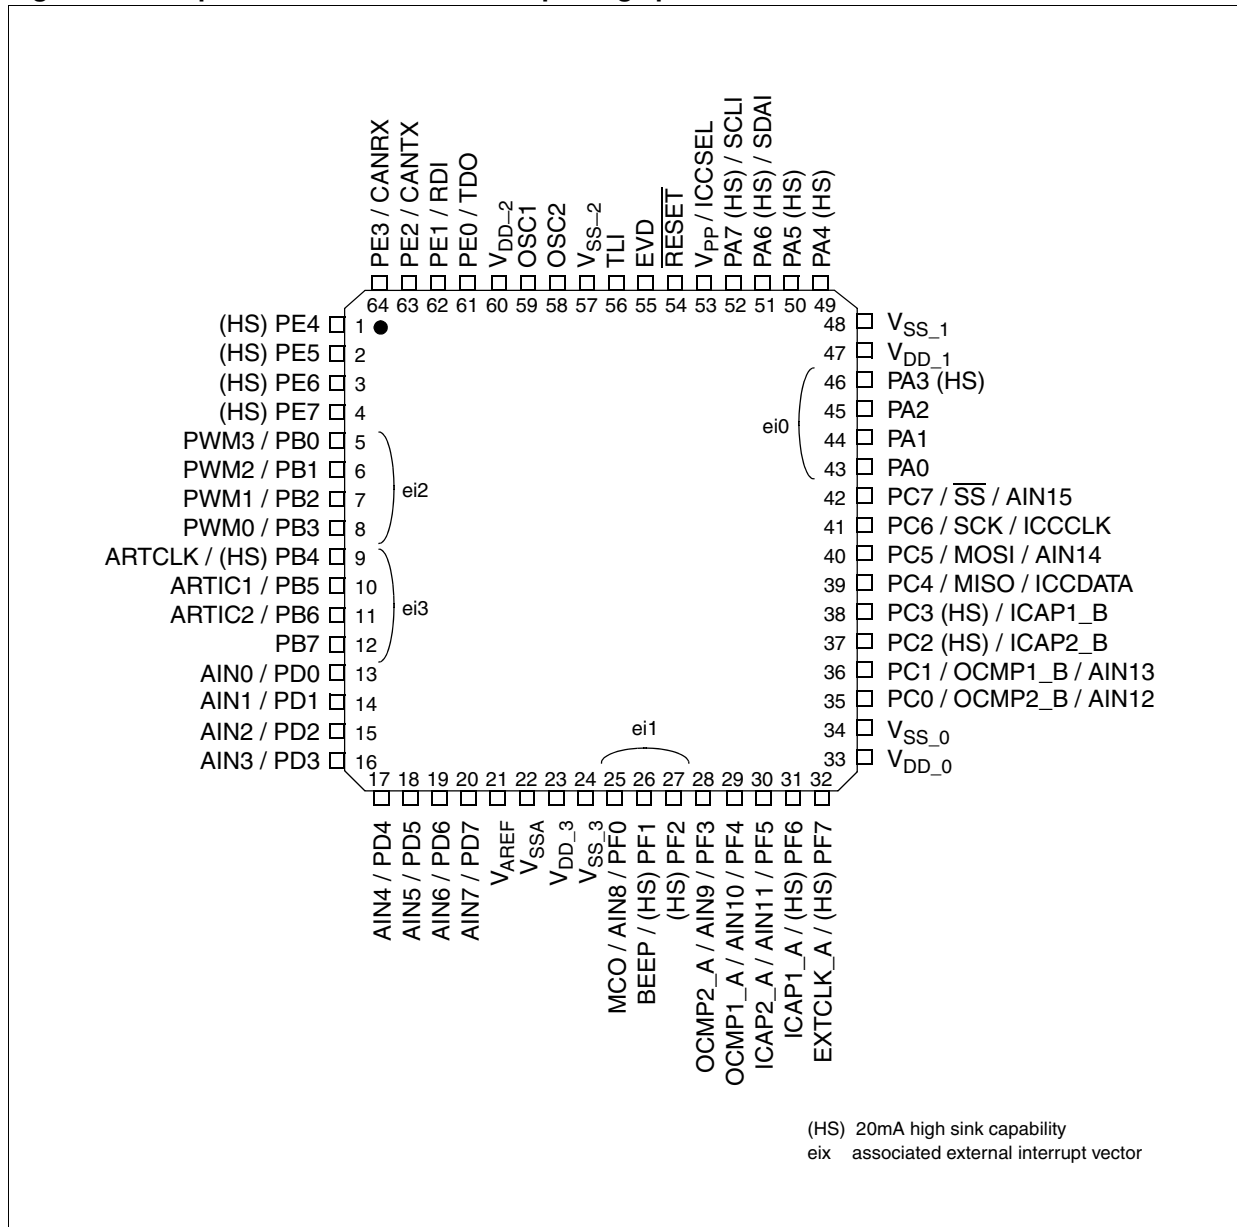 PE3 / CANRX
PE2 / CANTX
PE1 / RDI
PE0 / TDO
VDD–2
OSC1
OSC2
VSS–2
TLI
EVD
RESET
VPP / ICCSEL
PA7 (HS) / SCLI
PA6 (HS) / SDAI
PA5 (HS)
PA4 (HS)
64 63 62 61 60 59 58 57 56 55 54 53 52 51 50 49
(HS) PE4 1
(HS) PE5 2
(HS) PE6 3
(HS) PE7 4
PWM3 / PB0 5
PWM2 / PB1 6
PWM1 / PB2 7
PWM0 / PB3 8
ei2
ARTCLK / (HS) PB4 9
ARTIC1 / PB5 10
ARTIC2 / PB6 11
PB7 12
ei3
AIN0 / PD0 13
AIN1 / PD1 14
AIN2 / PD2 15
AIN3 / PD3 16
48 VSS_1
47 VDD_1
46 PA3 (HS)
45 PA2
44 PA1
43 PA0
ei0
42 PC7 / SS / AIN15
41 PC6 / SCK / ICCCLK
40 PC5 / MOSI / AIN14
39 PC4 / MISO / ICCDATA
38 PC3 (HS) / ICAP1_B
37 PC2 (HS) / ICAP2_B
36 PC1 / OCMP1_B / AIN13
35 PC0 / OCMP2_B / AIN12
34 VSS_0
33 VDD_0
ei1
17 18 19 20 21 22 23 24 25 26 27 28 29 30 31 32
AIN4 / PD4
AIN5 / PD5
AIN6 / PD6
AIN7 / PD7
VAREF
VSSA
VDD_3
VSS_3
MCO / AIN8 / PF0
BEEP / (HS) PF1
(HS) PF2
OCMP2_A / AIN9 / PF3
OCMP1_A / AIN10 / PF4
ICAP2_A / AIN11 / PF5
ICAP1_A / (HS) PF6
EXTCLK_A / (HS) PF7
(HS) 20mA high sink capability
eix associated external interrupt vector